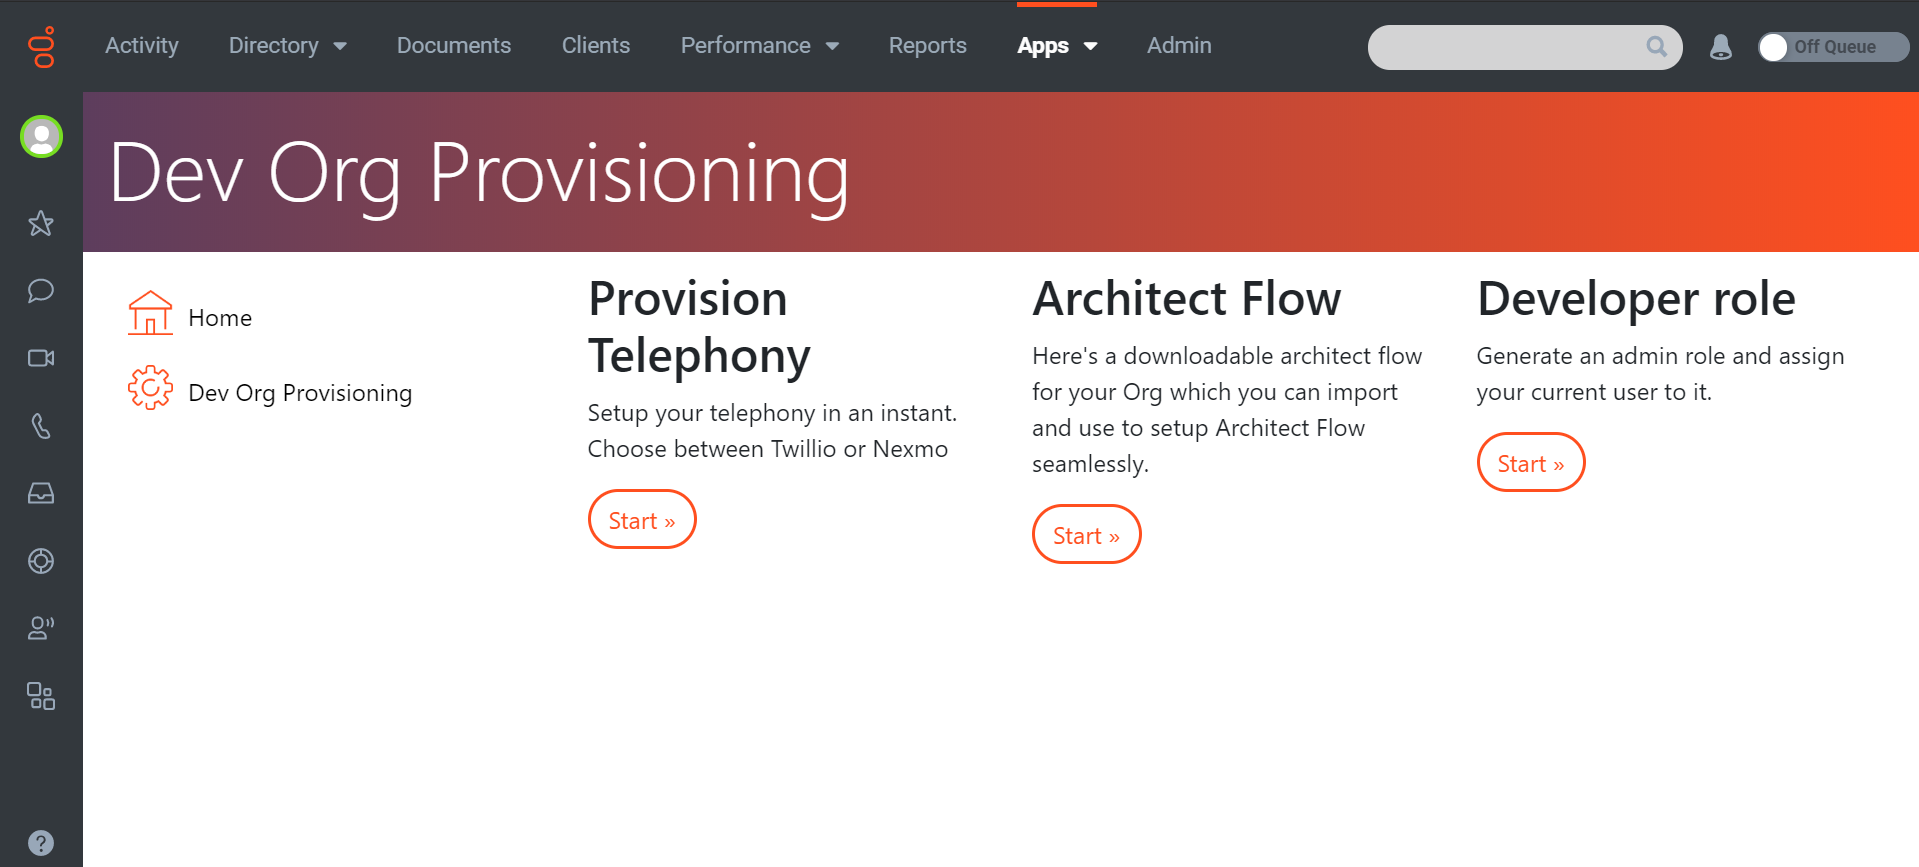 Activity Directory Documents Clients Performance Reports Apps Admin Off Queue
Dev Org Provisioning
Home
Dev Org Provisioning
Provision
Telephony
Setup your telephony in an instant.
Choose between Twillio or Nexmo
Start »
Architect Flow
Here's a downloadable architect flow
for your Org which you can import
and use to setup Architect Flow
seamlessly.
Start »
Developer role
Generate an admin role and assign
your current user to it.
Start »
?